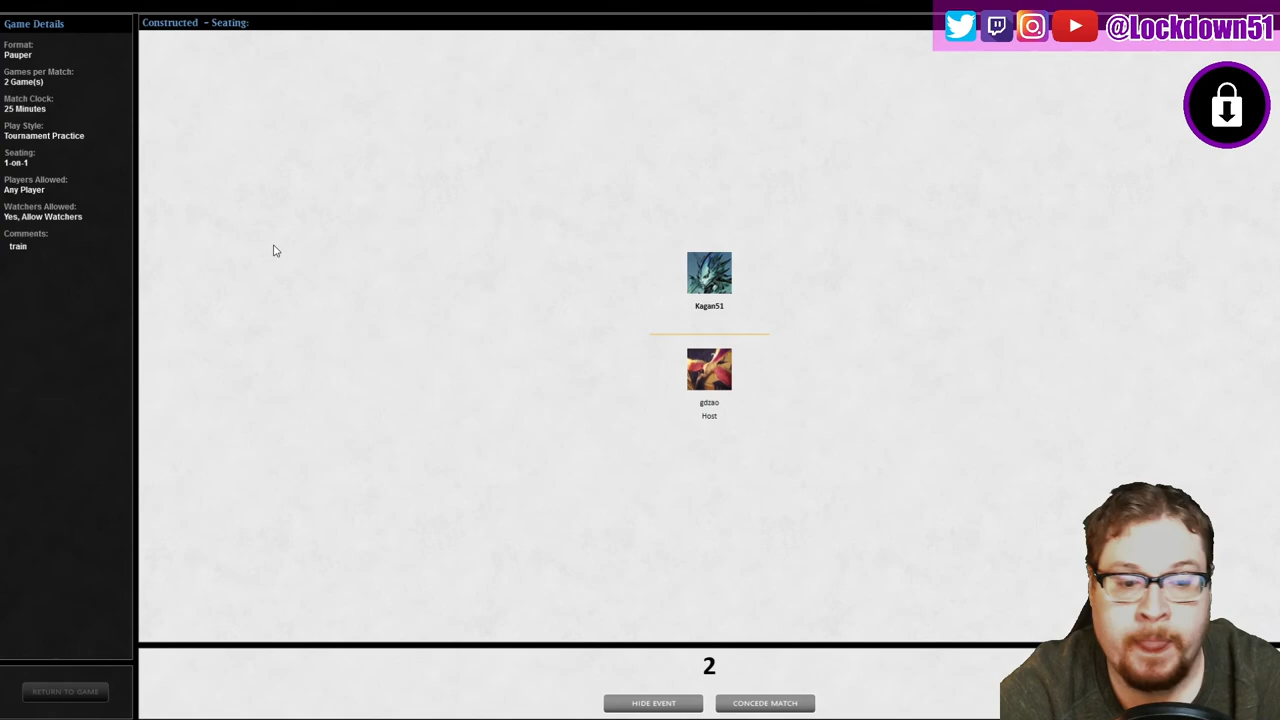 Game Details
Format:
Pauper
Games per Match:
2 Game(s)
Match Clock:
25 Minutes
Play Style:
Tournament Practice
Seating:
1-on-1
Players Allowed:
Any Player
Watchers Allowed:
Yes, Allow Watchers
Comments:
train
RETURN TO GAME
Constructed - Seating:
@Lockdown51
Kagan51
gdzao
Host
2
HIDE EVENT
CONCEDE MATCH